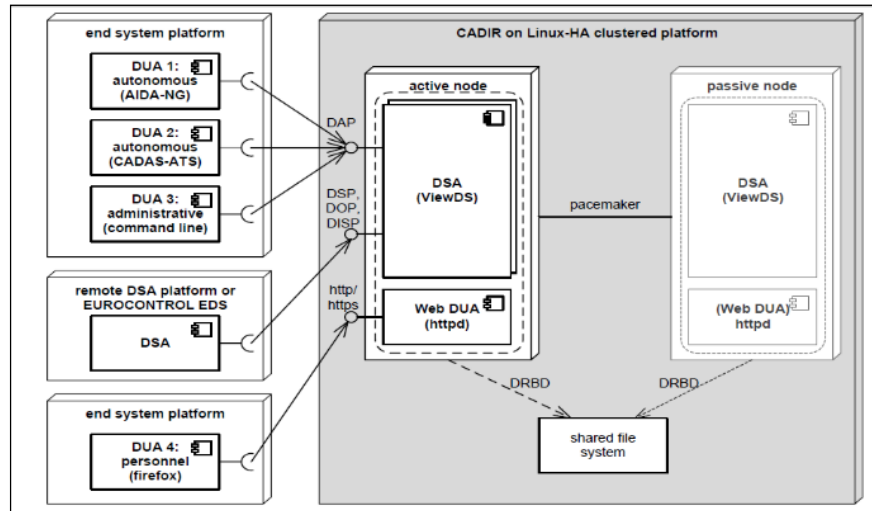 end system platform
DUA 1:
autonomous
(AIDA-NG)
DUA 2:
autonomous
(CADAS-ATS)
DUA 3:
administrative
(command line)
remote DSA platform or
EUROCONTROL EDS
DSA
end system platform
DUA 4:
personnel
(firefox)
DAP
DSP,
DOP,
DISP
http/
https
CADIR on Linux-HA clustered platform
active node
DSA
(ViewDS)
Web DUA
(httpd)
pacemaker
passive node
DSA
(ViewDS)
(Web DUA)
httpd
DRBD
DRBD
shared file
system